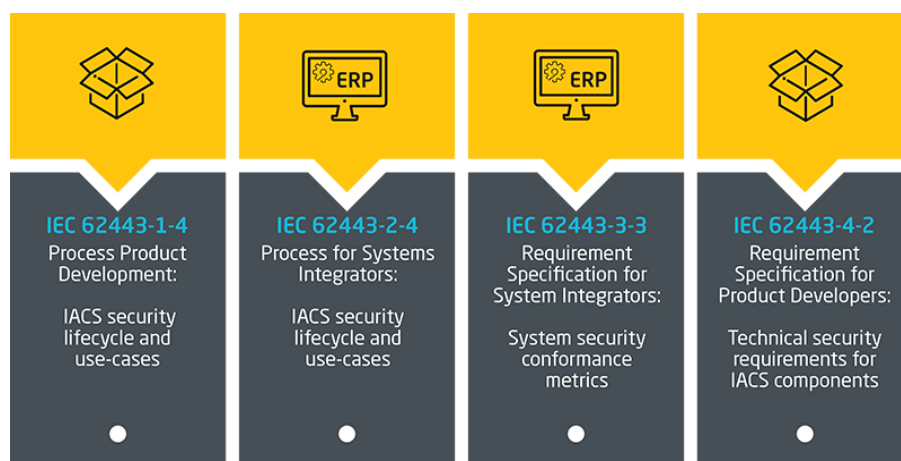 ERP
ERP
IEC 62443-1-4
Process Product
Development:
IACS security
lifecycle and
use-cases
IEC 62443-2-4
Process for Systems
Integrators:
IACS security
lifecycle and
use-cases
IEC 62443-3-3
Requirement
Specification for
System Integrators:
System security
conformance
metrics
IEC 62443-4-2
Requirement
Specification for
Product Developers:
Technical security
requirements for
IACS components